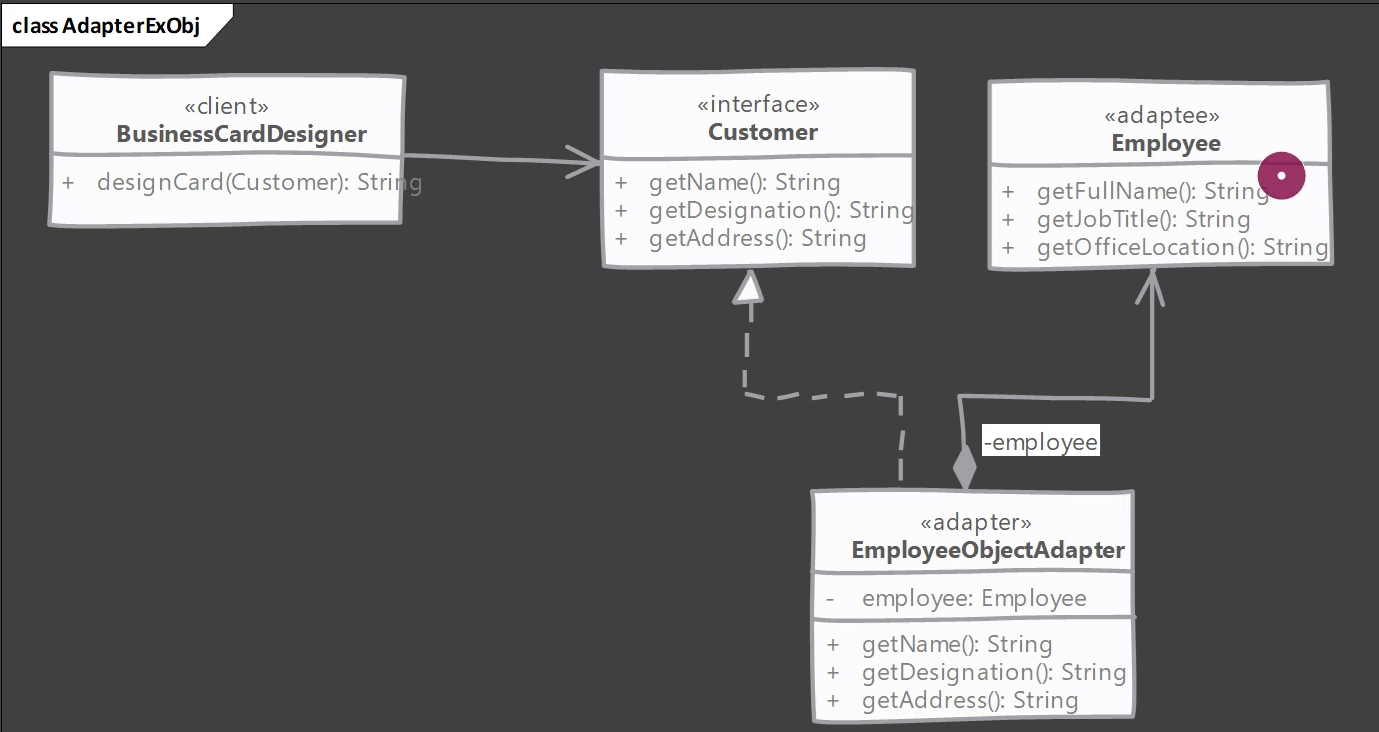 class AdapterExObj
«client»
BusinessCardDesigner
+ designCard(Customer): String
«interface»
Customer
+ getName(): String
+ getDesignation(): String
+ getAddress(): String
«adaptee»
Employee
+ getFullName(): String
+ getJobTitle(): String
+ getOfficeLocation(): String
-employee
«adapter»
EmployeeObjectAdapter
- employee: Employee
+ getName(): String
+ getDesignation(): String
+ getAddress(): String